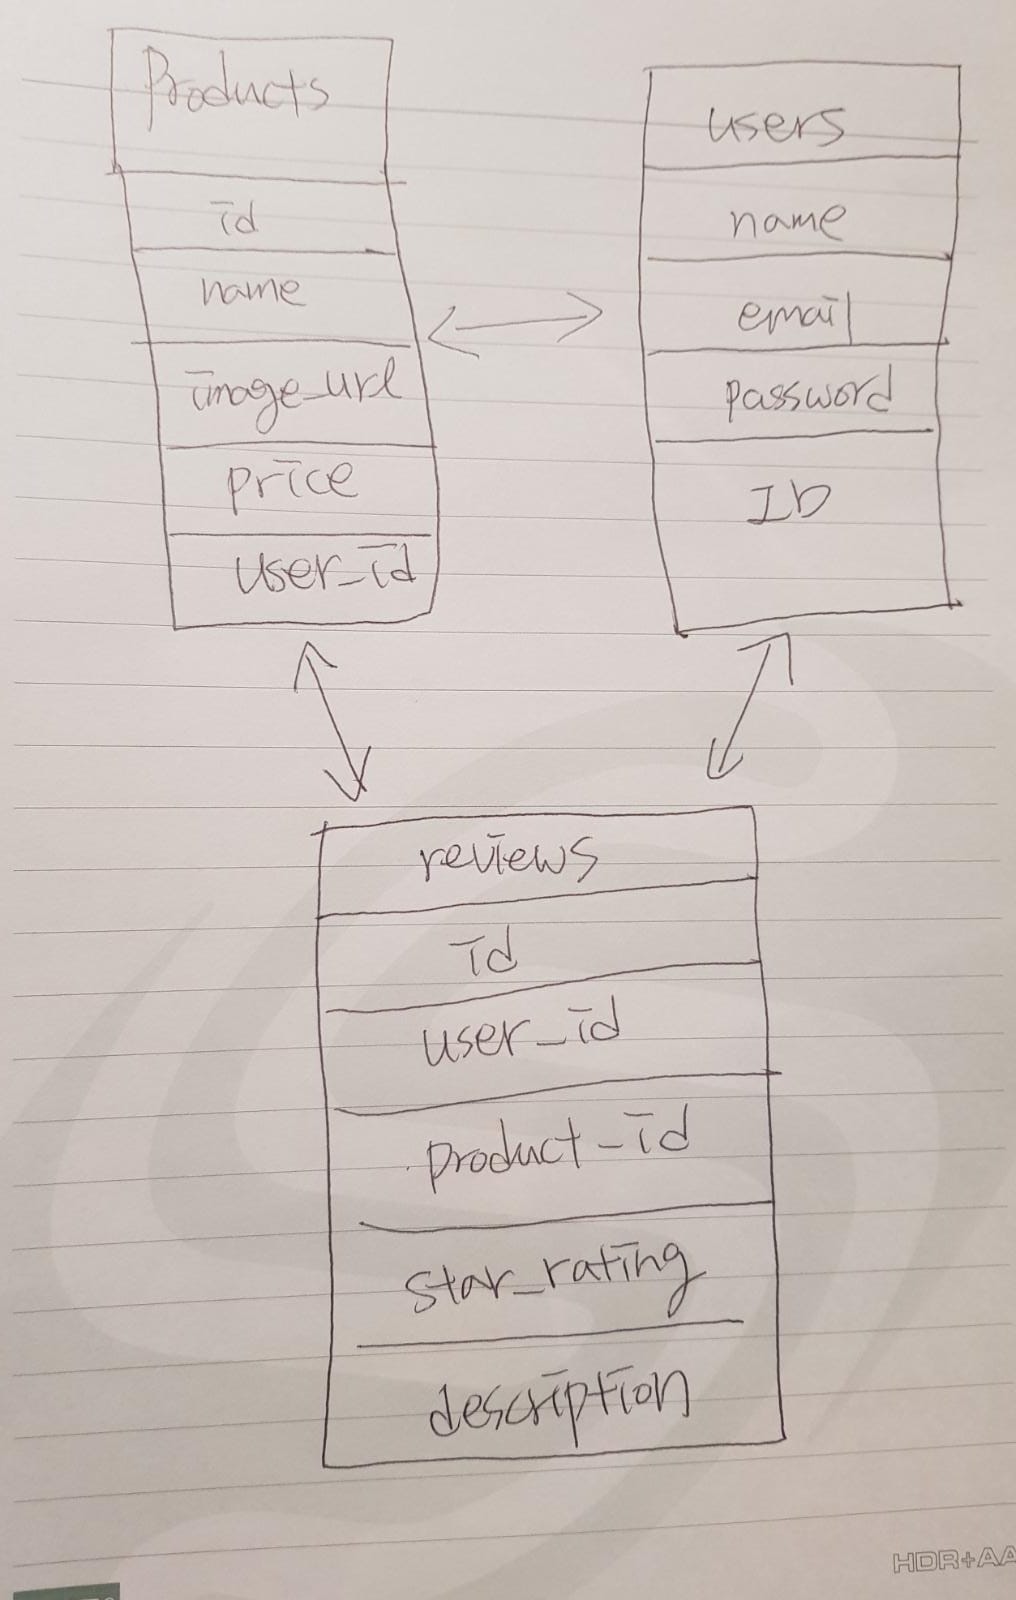 Products
id
name
image_url
price
user_id
users
name
email
password
ID
reviews
id
user_id
product-id
star_rating
description
HDR+AA